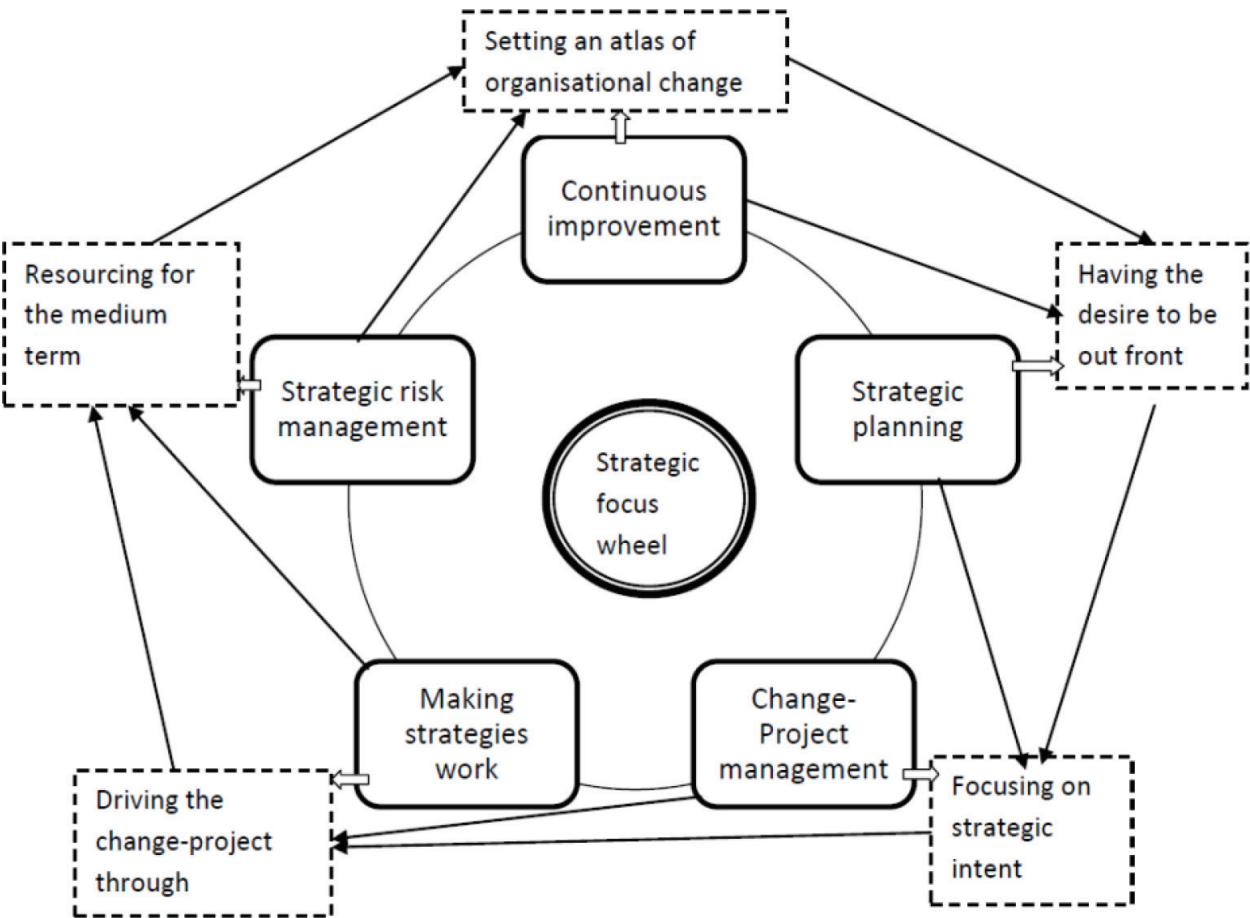 Setting an atlas of
organisational change
Continuous
improvement
Resourcing for
the medium
term
Having the
desire to be
out front
Strategic risk
management
Strategic
planning
Strategic
focus
wheel
Making
strategies
work
Change-
Project
management
Driving the
change-project
through
Focusing on
strategic
intent